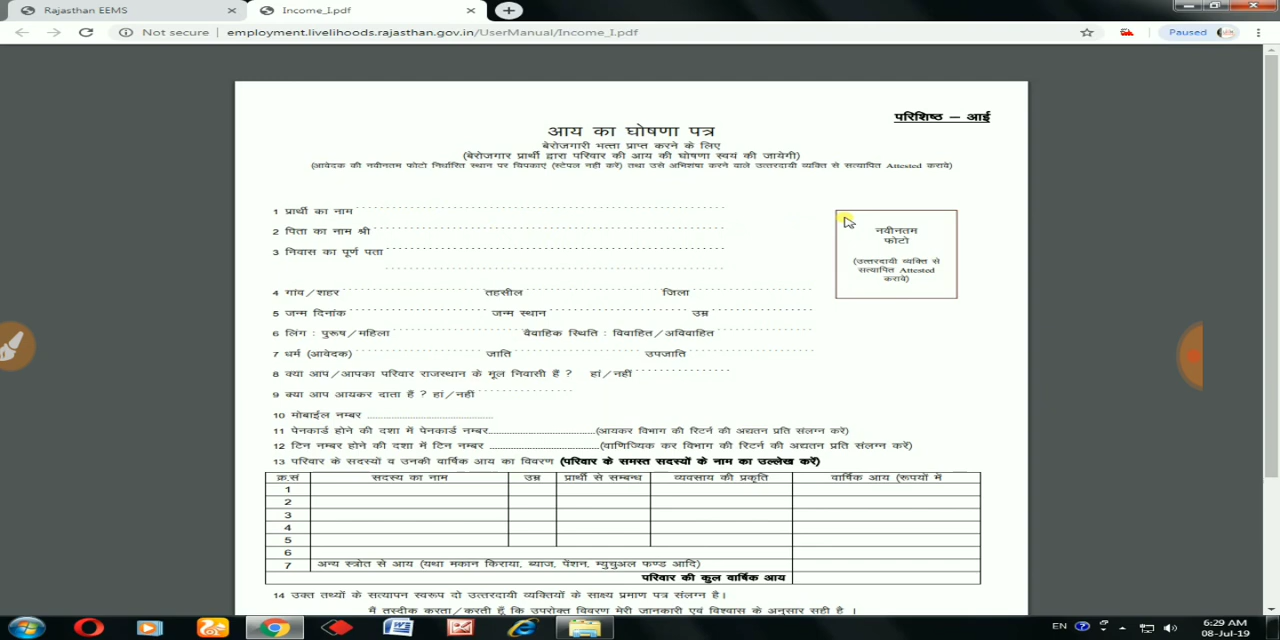 Rajasthan EEMS
Income_I.pdf
Not secure | employment.livelihoods.rajasthan.gov.in/UserManual/Income_I.pdf
Paused
परिशिष्ठ – आई
आय का घोषणा पत्र
बेरोजगारी भत्ता प्राप्त करने के लिए
(बेरोजगार प्रार्थी द्वारा परिवार की आय की घोषणा स्वयं की जायेगी)
(आवेदक की नवीनतम फोटो निर्धारित स्थान पर चिपकाए (स्टेपल नहीं करें) तथा उसे अभिशंषा करने वाले उत्तरदायी व्यक्ति से सत्यापित Attested करावे)
1 प्रार्थी का नाम
2 पिता का नाम श्री
3 निवास का पूर्ण पता
नवीनतम
फोटो
(उत्तरदायी व्यक्ति से
सत्यापित Attested
करावे)
4 गांव/शहर तहसील जिला
5 जन्म दिनांक जन्म स्थान उम्र
6 लिंग : पुरूष/महिला वैवाहिक स्थिति : विवाहित/अविवाहित
7 धर्म (आवेदक) जाति उपजाति
8 क्या आप/आपका परिवार राजस्थान के मूल निवासी हैं ? हां/नहीं
9 क्या आप आयकर दाता हैं ? हां/नहीं
10 मोबाईल नम्बर
11 पेनकार्ड होने की दशा में पेनकार्ड नम्बर (आयकर विभाग की रिटर्न की अद्यतन प्रति संलग्न करें)
12 टिन नम्बर होने की दशा में टिन नम्बर (वाणिज्यिक कर विभाग की रिटर्न की अद्यतन प्रति संलग्न करें)
13 परिवार के सदस्यों व उनकी वार्षिक आय का विवरण (परिवार के समस्त सदस्यों के नाम का उल्लेख करें)
क्र.सं सदस्य का नाम उम्र प्रार्थी से सम्बन्ध व्यवसाय की प्रकृति वार्षिक आय (रूपयों में
1
2
3
4
5
6
7 अन्य स्त्रोत से आय (यथा मकान किराया, ब्याज, पेंशन, म्युचुअल फण्ड आदि)
परिवार की कुल वार्षिक आय
14 उक्त तथ्यों के सत्यापन स्वरूप दो उत्तरदायी व्यक्तियों के साक्ष्य प्रमाण पत्र संलग्न है।
मैं तस्दीक करता/करती हूँ कि उपरोक्त विवरण मेरी जानकारी एवं विश्वास के अनुसार सही है ।
EN
6:29 AM
08-Jul-19